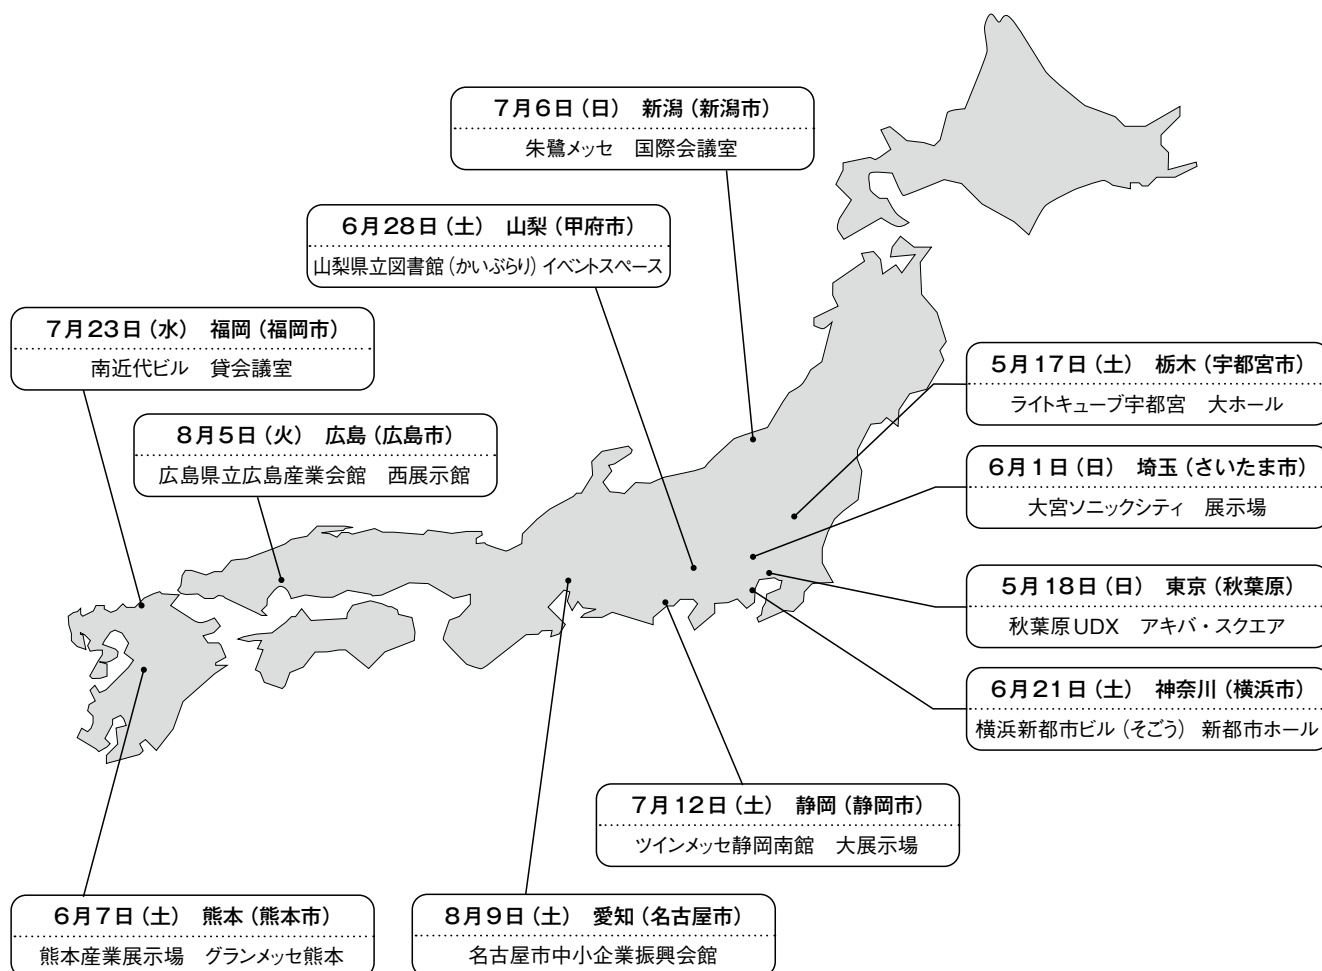 7月6日（日）　新潟（新潟市）
朱鷺メッセ　国際会議室
6月28日（土）　山梨（甲府市）
山梨県立図書館（かいぶらり）イベントスペース
7月23日（水）　福岡（福岡市）
南近代ビル　貸会議室
8月5日（火）　広島（広島市）
広島県立広島産業会館　西展示館
5月17日（土）　栃木（宇都宮市）
ライトキューブ宇都宮　大ホール
6月1日（日）　埼玉（さいたま市）
大宮ソニックシティ　展示場
5月18日（日）　東京（秋葉原）
秋葉原UDX　アキバ・スクエア
6月21日（土）　神奈川（横浜市）
横浜新都市ビル（そごう）　新都市ホール
7月12日（土）　静岡（静岡市）
ツインメッセ静岡南館　大展示場
6月7日（土）　熊本（熊本市）
熊本産業展示場　グランメッセ熊本
8月9日（土）　愛知（名古屋市）
名古屋市中小企業振興会館